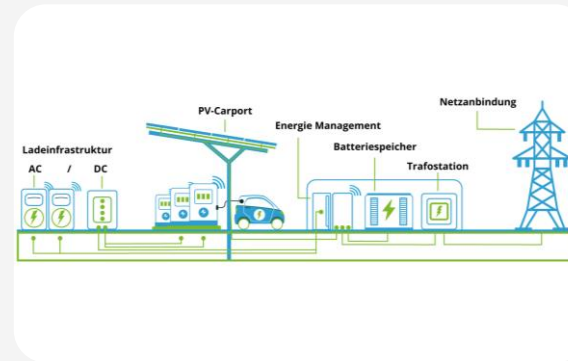 Netzanbindung
PV-Carport
Energie Management
Ladeinfrastruktur
Batteriespeicher
AC / DC
Trafostation